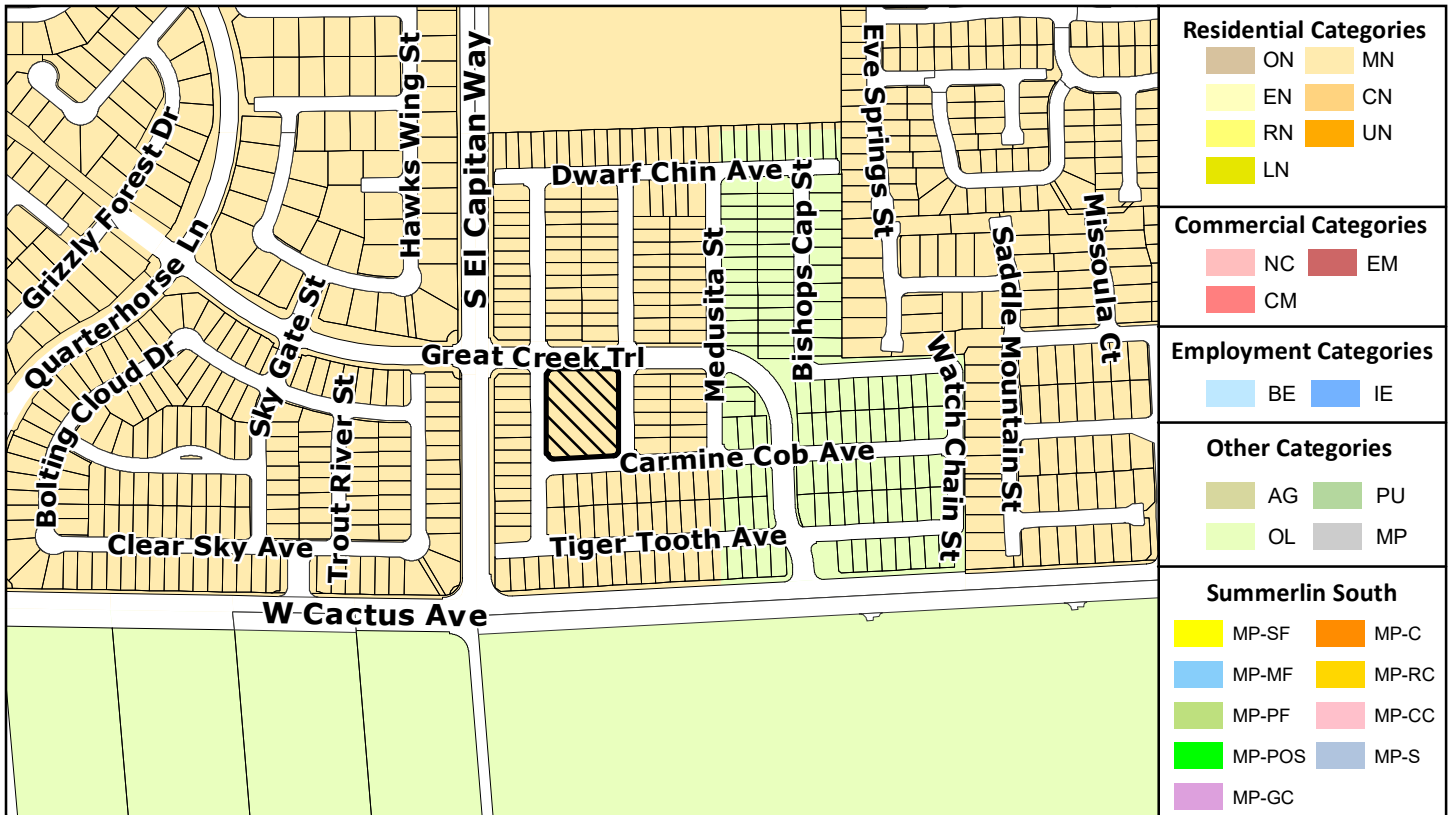 Grizzly Forest Dr
Quarterhorse Ln
Hawks Wing St
S El Capitan Way
Dwarf Chin Ave
Eve Springs St
Bishops Cap St
Medusita St
Saddle Mountain St
Missoula Ct
Bolting Cloud Dr
Sky Gate St
Trout River St
Great Creek Trl
Watch Chain St
Carmine Cob Ave
Clear Sky Ave
Tiger Tooth Ave
W Cactus Ave
Residential Categories
ON MN
EN CN
RN UN
LN
Commercial Categories
NC EM
CM
Employment Categories
BE IE
Other Categories
AG PU
OL MP
Summerlin South
MP-SF MP-C
MP-MF MP-RC
MP-PF MP-CC
MP-POS MP-S
MP-GC